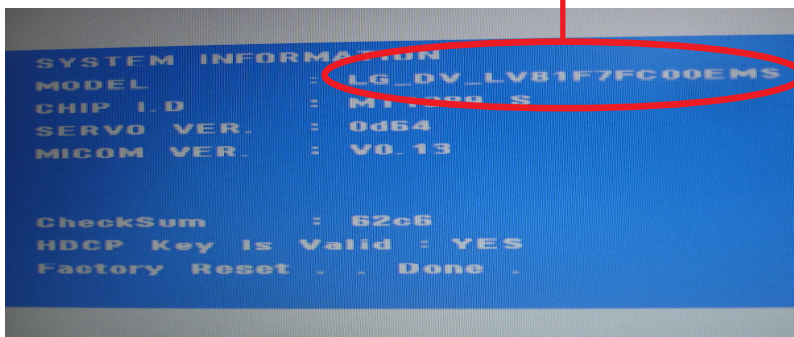 SYSTEM INFORMATION
MODEL : LG_DV_LV81F7FC00EMS
CHIP I.D :
SERVO VER. : 0d64
MICOM VER. : V0.13
CheckSum : 62c6
HDCP Key Is Valid : YES
Factory Reset . . Done .